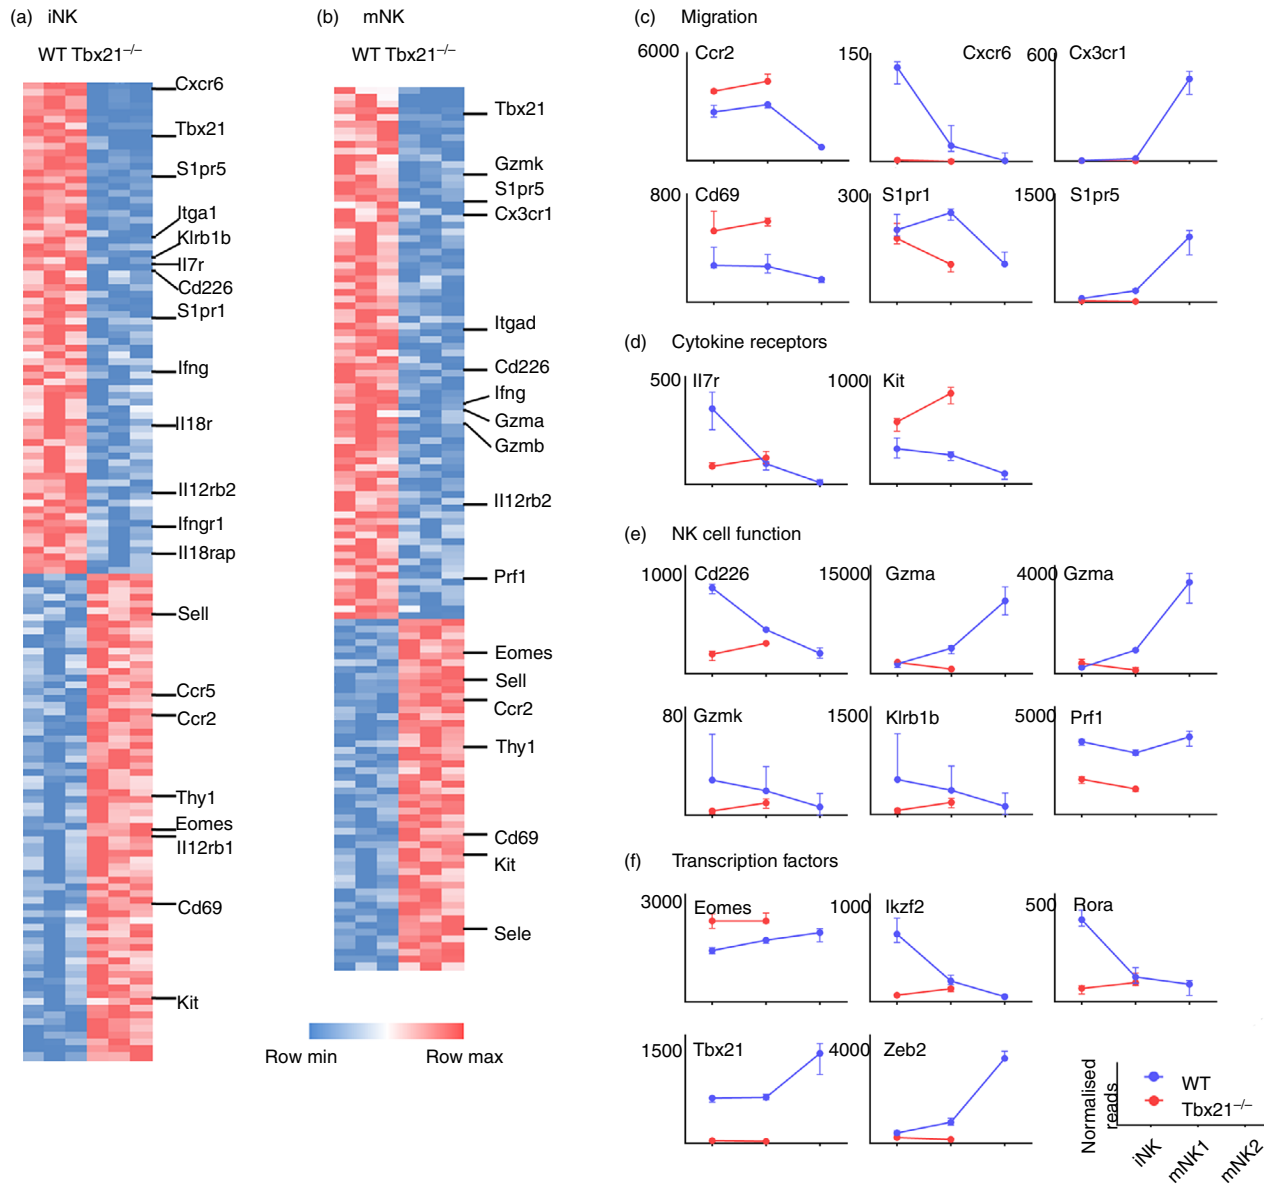 (a) iNK
WT Tbx21⁻/⁻
Cxcr6
Tbx21
S1pr5
Itga1
Klrb1b
Il7r
Cd226
S1pr1
Ifng
Il18r
Il12rb2
Ifngr1
Il18rap
Sell
Ccr5
Ccr2
Thy1
Eomes
Il12rb1
Cd69
Kit
(b) mNK
WT Tbx21⁻/⁻
Tbx21
Gzmk
S1pr5
Cx3cr1
Itgad
Cd226
Ifng
Gzma
Gzmb
Il12rb2
Prf1
Eomes
Sell
Ccr2
Thy1
Cd69
Kit
Sele
Row min Row max
(c) Migration
6000 Ccr2
150 Cxcr6
600 Cx3cr1
800 Cd69
300 S1pr1
1500 S1pr5
(d) Cytokine receptors
500 Il7r
1000 Kit
(e) NK cell function
1000 Cd226
15000 Gzma
4000 Gzma
80 Gzmk
1500 Klrb1b
5000 Prf1
(f) Transcription factors
3000 Eomes
1000 Ikzf2
500 Rora
1500 Tbx21
4000 Zeb2
Normalised
reads
WT
Tbx21⁻/⁻
iNK
mNK1
mNK2